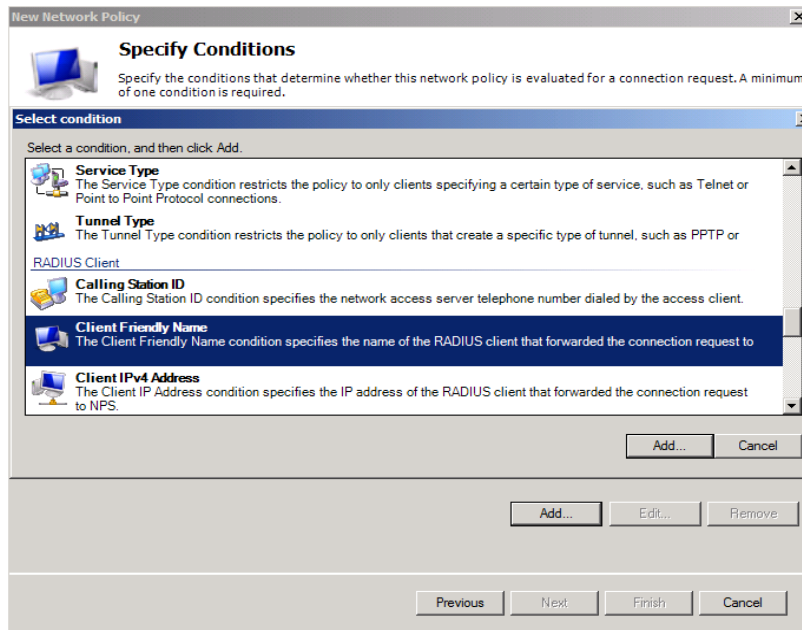 New Network Policy
Specify Conditions
Specify the conditions that determine whether this network policy is evaluated for a connection request. A minimum
of one condition is required.
Select condition
Select a condition, and then click Add.
Service Type
The Service Type condition restricts the policy to only clients specifying a certain type of service, such as Telnet or
Point to Point Protocol connections.
Tunnel Type
The Tunnel Type condition restricts the policy to only clients that create a specific type of tunnel, such as PPTP or
RADIUS Client
Calling Station ID
The Calling Station ID condition specifies the network access server telephone number dialed by the access client.
Client Friendly Name
The Client Friendly Name condition specifies the name of the RADIUS client that forwarded the connection request to
Client IPv4 Address
The Client IP Address condition specifies the IP address of the RADIUS client that forwarded the connection request
to NPS.
Add... Cancel
Add... Edit... Remove
Previous Next Finish Cancel